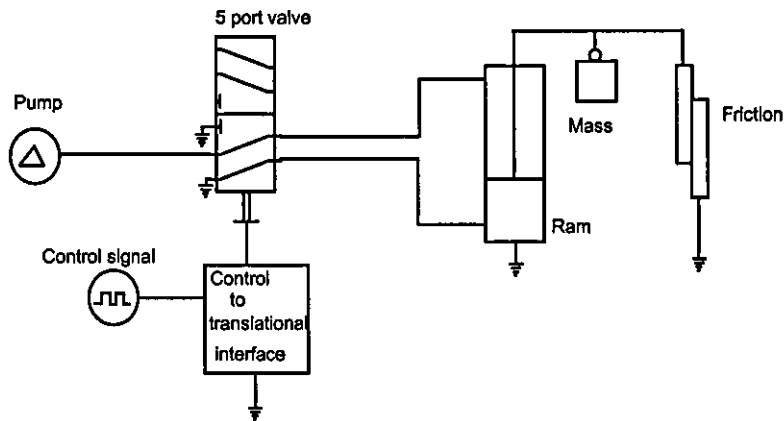 5 port valve
Pump
Mass
Friction
Ram
Control signal
Control
to
translational
interface